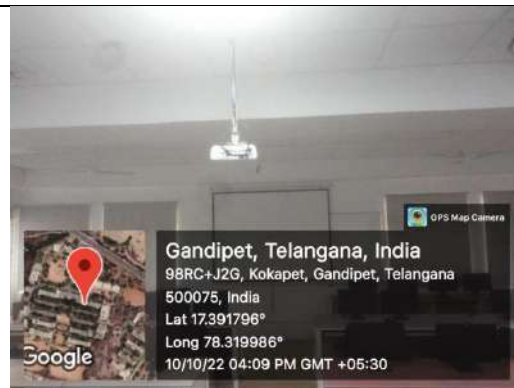 GPS Map Camera
Gandipet, Telangana, India
98RC+J2G, Kokapet, Gandipet, Telangana
500075, India
Lat 17.391796°
Long 78.319986°
10/10/22 04:09 PM GMT +05:30
Google